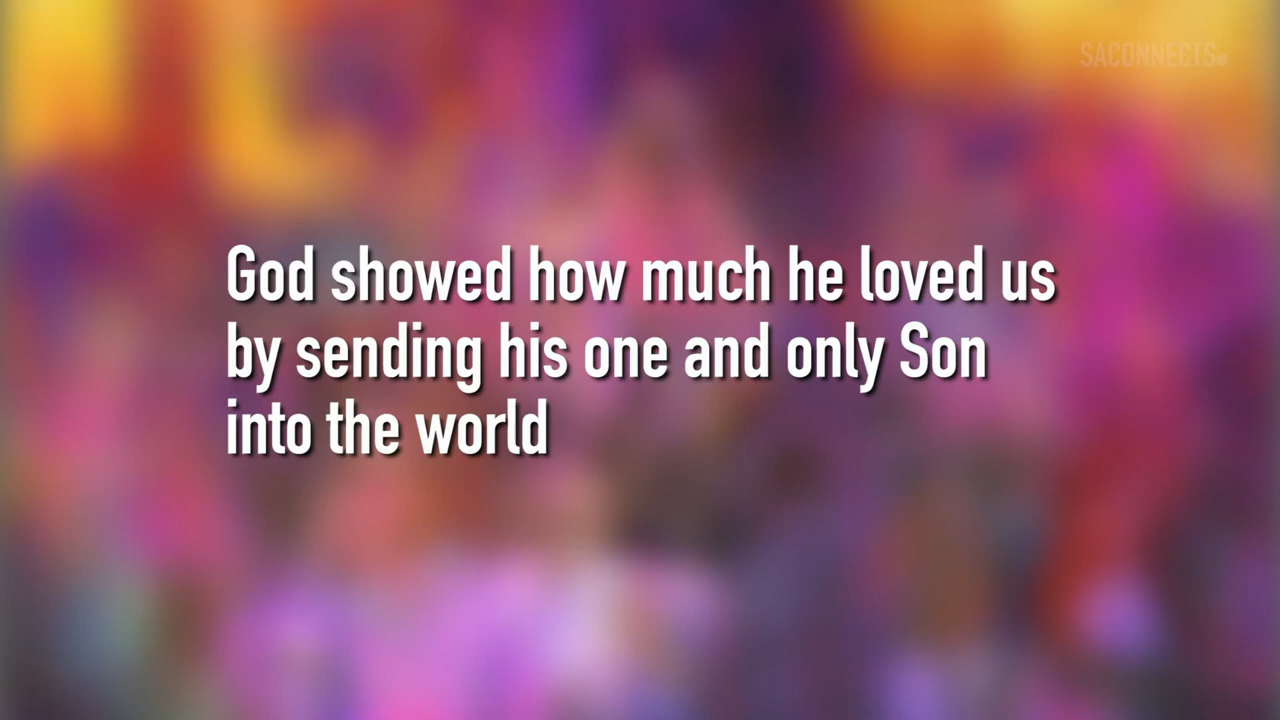 SACONNECTS
God showed how much he loved us
by sending his one and only Son
into the world